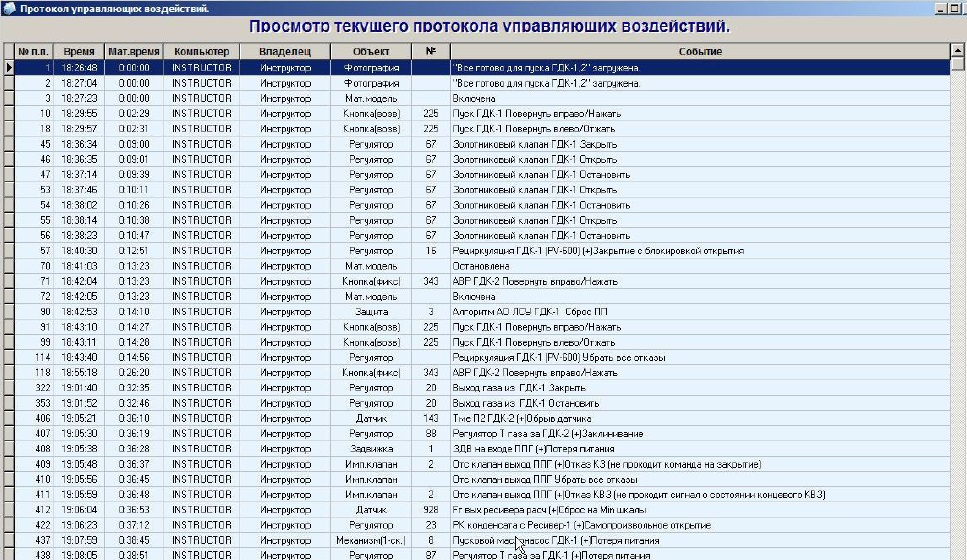 Протокол управляющих воздействий.
Просмотр текущего протокола управляющих воздействий.
№ п.п. Время Мат.время Компьютер Владелец Объект № Событие
1 18:26:48 0:00:00 INSTRUCTOR Инструктор Фотография "Все готово для пуска ГДК-1,2" загружена.
2 18:27:04 0:00:00 INSTRUCTOR Инструктор Фотография "Все готово для пуска ГДК-1,2" загружена.
3 18:27:23 0:00:00 INSTRUCTOR Инструктор Мат.модель Включена
10 18:29:55 0:02:29 INSTRUCTOR Инструктор Кнопка(возв) 225 Пуск ГДК-1 Повернуть вправо/Нажать
18 18:29:57 0:02:31 INSTRUCTOR Инструктор Кнопка(возв) 225 Пуск ГДК-1 Повернуть влево/Отжать
45 18:36:34 0:09:00 INSTRUCTOR Инструктор Регулятор 67 Золотниковый клапан ГДК-1 Закрыть
46 18:36:35 0:09:01 INSTRUCTOR Инструктор Регулятор 67 Золотниковый клапан ГДК-1 Открыть
47 18:37:14 0:09:39 INSTRUCTOR Инструктор Регулятор 67 Золотниковый клапан ГДК-1 Остановить
53 18:37:46 0:10:11 INSTRUCTOR Инструктор Регулятор 67 Золотниковый клапан ГДК-1 Открыть
54 18:38:02 0:10:26 INSTRUCTOR Инструктор Регулятор 67 Золотниковый клапан ГДК-1 Остановить
55 18:38:14 0:10:38 INSTRUCTOR Инструктор Регулятор 67 Золотниковый клапан ГДК-1 Открыть
56 18:38:23 0:10:47 INSTRUCTOR Инструктор Регулятор 67 Золотниковый клапан ГДК-1 Остановить
57 18:40:30 0:12:51 INSTRUCTOR Инструктор Регулятор 16 Рециркуляция ГДК-1 (PV-600) (+)Закрытие с блокировкой открытия
70 18:41:03 0:13:23 INSTRUCTOR Инструктор Мат.модель Остановлена
71 18:42:04 0:13:23 INSTRUCTOR Инструктор Кнопка(фикс) 343 АВР ГДК-2 Повернуть вправо/Нажать
72 18:42:05 0:13:23 INSTRUCTOR Инструктор Мат.модель Включена
90 18:42:53 0:14:10 INSTRUCTOR Инструктор Защита 3 Алгоритм АО ЛСУ ГДК-1 Сброс ПП
91 18:43:10 0:14:27 INSTRUCTOR Инструктор Кнопка(возв) 225 Пуск ГДК-1 Повернуть вправо/Нажать
99 18:43:11 0:14:28 INSTRUCTOR Инструктор Кнопка(возв) 225 Пуск ГДК-1 Повернуть влево/Отжать
114 18:43:40 0:14:56 INSTRUCTOR Инструктор Регулятор Рециркуляция ГДК-1 (PV-600) Убрать все отказы
118 18:55:18 0:26:20 INSTRUCTOR Инструктор Кнопка(фикс) 343 АВР ГДК-2 Повернуть вправо/Нажать
322 19:01:40 0:32:35 INSTRUCTOR Инструктор Регулятор 20 Выход газа из ГДК-1 Закрыть
353 19:01:52 0:32:46 INSTRUCTOR Инструктор Регулятор 20 Выход газа из ГДК-1 Остановить
406 19:05:21 0:36:10 INSTRUCTOR Инструктор Датчик 143 Тме П2 ГДК-2 (+)Обрыв датчика
407 19:05:30 0:36:19 INSTRUCTOR Инструктор Регулятор 88 Регулятор Т газа за ГДК-2 (+)Заклинивание
408 19:05:38 0:36:28 INSTRUCTOR Инструктор Задвижка 1 ЗДВ на входе ППГ (+)Потеря питания
409 19:05:48 0:36:37 INSTRUCTOR Инструктор Имп.клапан 2 Отс клапан выход ППГ (+)Отказ КЗ (не проходит команда на закрытие)
410 19:05:56 0:36:45 INSTRUCTOR Инструктор Имп.клапан Отс клапан выход ППГ Убрать все отказы
411 19:05:59 0:36:48 INSTRUCTOR Инструктор Имп.клапан 2 Отс клапан выход ППГ (+)Отказ КВЗ (не проходит сигнал о состоянии концевого КВЗ)
412 19:06:04 0:36:53 INSTRUCTOR Инструктор Датчик 928 Fг вых ресивера расч (+)Сброс на Min шкалы
422 19:06:23 0:37:12 INSTRUCTOR Инструктор Регулятор 23 РК конденсата с Ресивер-1 (+)Самопроизвольное открытие
437 19:07:59 0:38:45 INSTRUCTOR Инструктор Механизм(1-ск.) 8 Пусковой маслонасос ГДК-1 (+)Потеря питания
438 19:08:05 0:38:51 INSTRUCTOR Инструктор Регулятор 87 Регулятор Т газа за ГДК-1 (+)Потеря питания